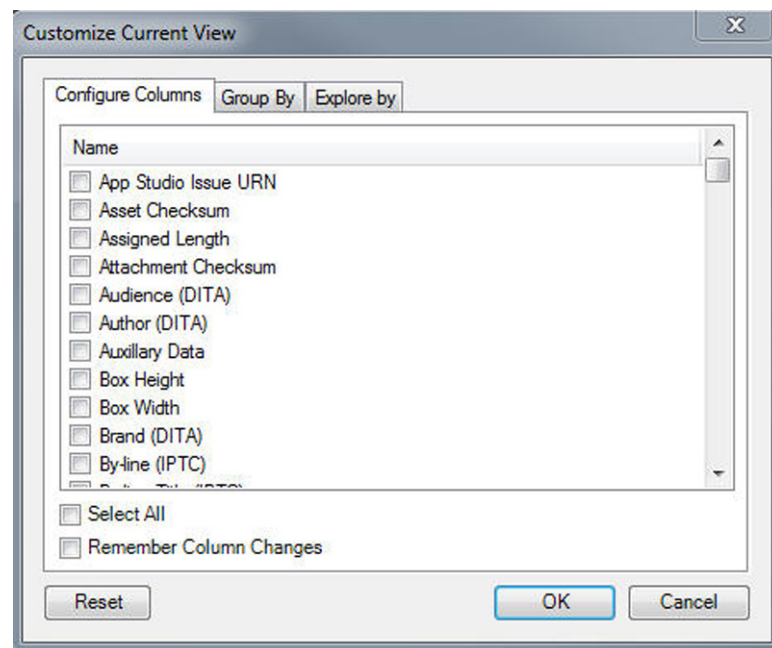 Customize Current View
Configure Columns Group By Explore by
Name
App Studio Issue URN
Asset Checksum
Assigned Length
Attachment Checksum
Audience (DITA)
Author (DITA)
Auxillary Data
Box Height
Box Width
Brand (DITA)
By-line (IPTC)
Select All
Remember Column Changes
Reset OK Cancel